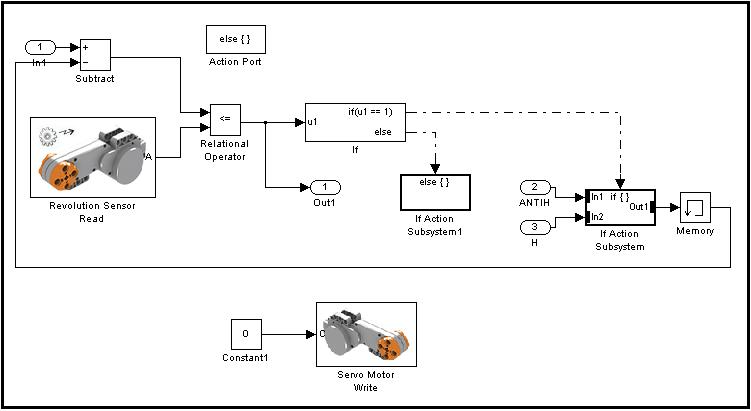 1
In1
+
−
Subtract
else { }
Action Port
A
Revolution Sensor
Read
<=
Relational
Operator
u1
if(u1 == 1)
else
If
1
Out1
else { }
If Action
Subsystem1
2
ANTIH
3
H
In1
if { }
Out1
In2
If Action
Subsystem
Memory
0
Constant1
C
Servo Motor
Write